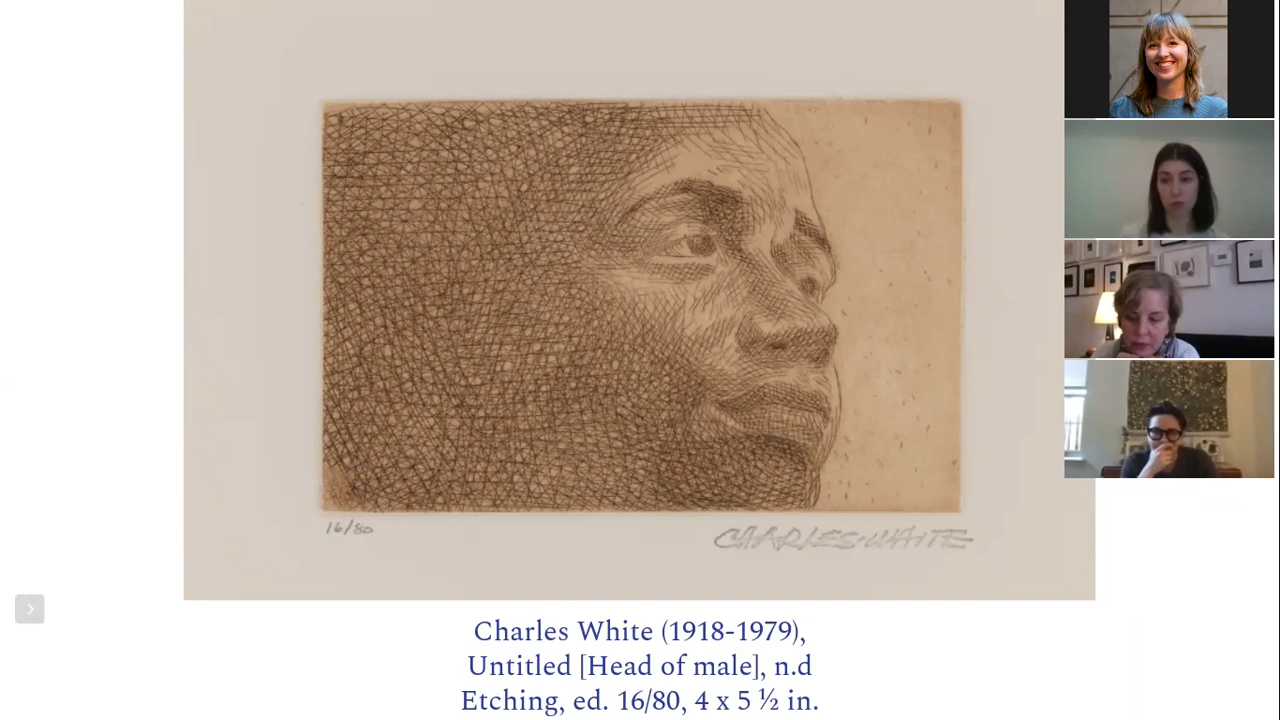 16/80
CHARLES·WHITE
Charles White (1918-1979),
Untitled [Head of male], n.d
Etching, ed. 16/80, 4 x 5 ½ in.